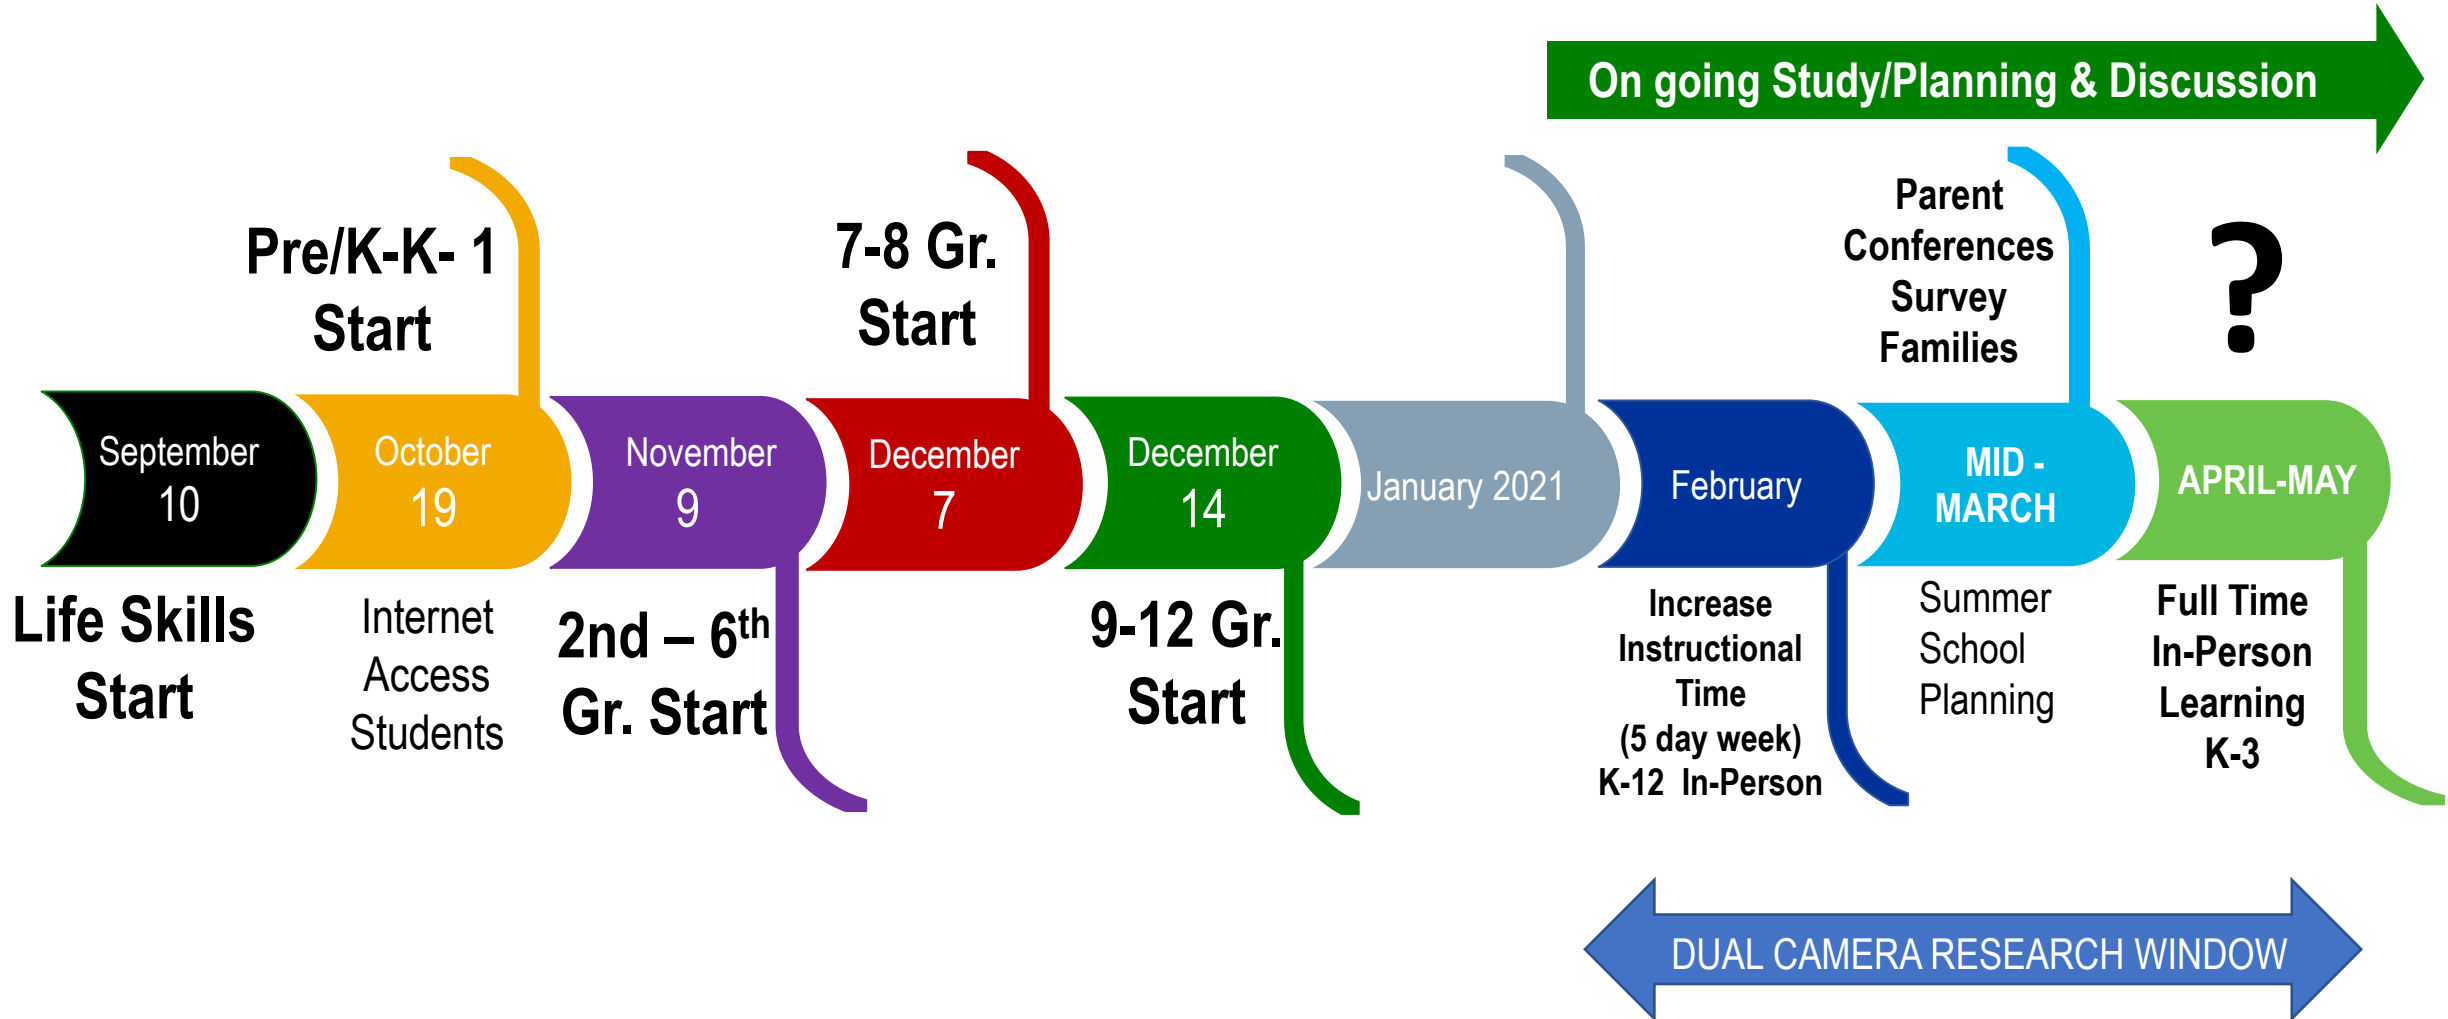 On going Study/Planning & Discussion
Pre/K-K- 1
Start
7-8 Gr.
Start
Parent
Conferences
Survey
Families
?
September
10
October
19
November
9
December
7
December
14
January 2021
February
MID -
MARCH
APRIL-MAY
Life Skills
Start
Internet
Access
Students
2nd – 6th
Gr. Start
9-12 Gr.
Start
Increase
Instructional
Time
(5 day week)
K-12 In-Person
Summer
School
Planning
Full Time
In-Person
Learning
K-3
DUAL CAMERA RESEARCH WINDOW